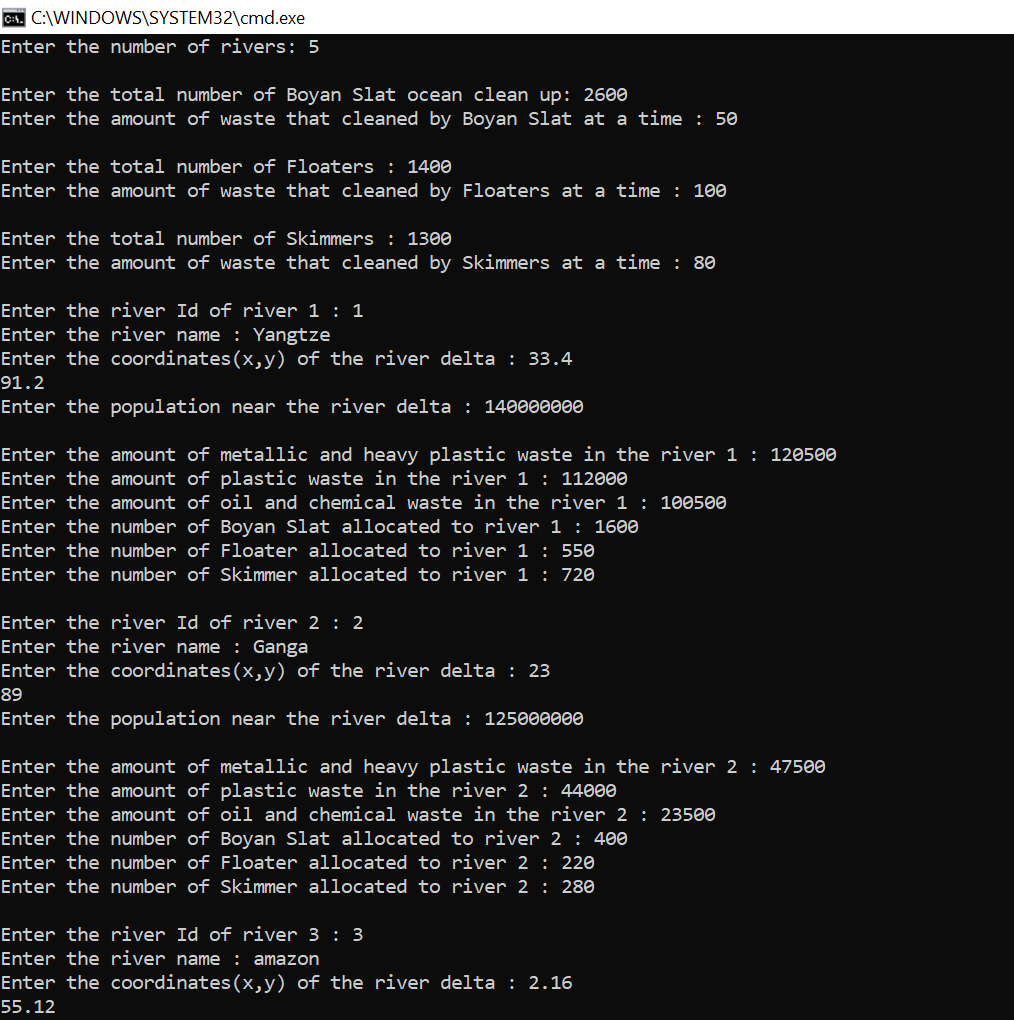 C:\WINDOWS\SYSTEM32\cmd.exe
Enter the number of rivers: 5
Enter the total number of Boyan Slat ocean clean up: 2600
Enter the amount of waste that cleaned by Boyan Slat at a time : 50
Enter the total number of Floaters : 1400
Enter the amount of waste that cleaned by Floaters at a time : 100
Enter the total number of Skimmers : 1300
Enter the amount of waste that cleaned by Skimmers at a time : 80
Enter the river Id of river 1 : 1
Enter the river name : Yangtze
Enter the coordinates(x,y) of the river delta : 33.4
91.2
Enter the population near the river delta : 140000000
Enter the amount of metallic and heavy plastic waste in the river 1 : 120500
Enter the amount of plastic waste in the river 1 : 112000
Enter the amount of oil and chemical waste in the river 1 : 100500
Enter the number of Boyan Slat allocated to river 1 : 1600
Enter the number of Floater allocated to river 1 : 550
Enter the number of Skimmer allocated to river 1 : 720
Enter the river Id of river 2 : 2
Enter the river name : Ganga
Enter the coordinates(x,y) of the river delta : 23
89
Enter the population near the river delta : 125000000
Enter the amount of metallic and heavy plastic waste in the river 2 : 47500
Enter the amount of plastic waste in the river 2 : 44000
Enter the amount of oil and chemical waste in the river 2 : 23500
Enter the number of Boyan Slat allocated to river 2 : 400
Enter the number of Floater allocated to river 2 : 220
Enter the number of Skimmer allocated to river 2 : 280
Enter the river Id of river 3 : 3
Enter the river name : amazon
Enter the coordinates(x,y) of the river delta : 2.16
55.12